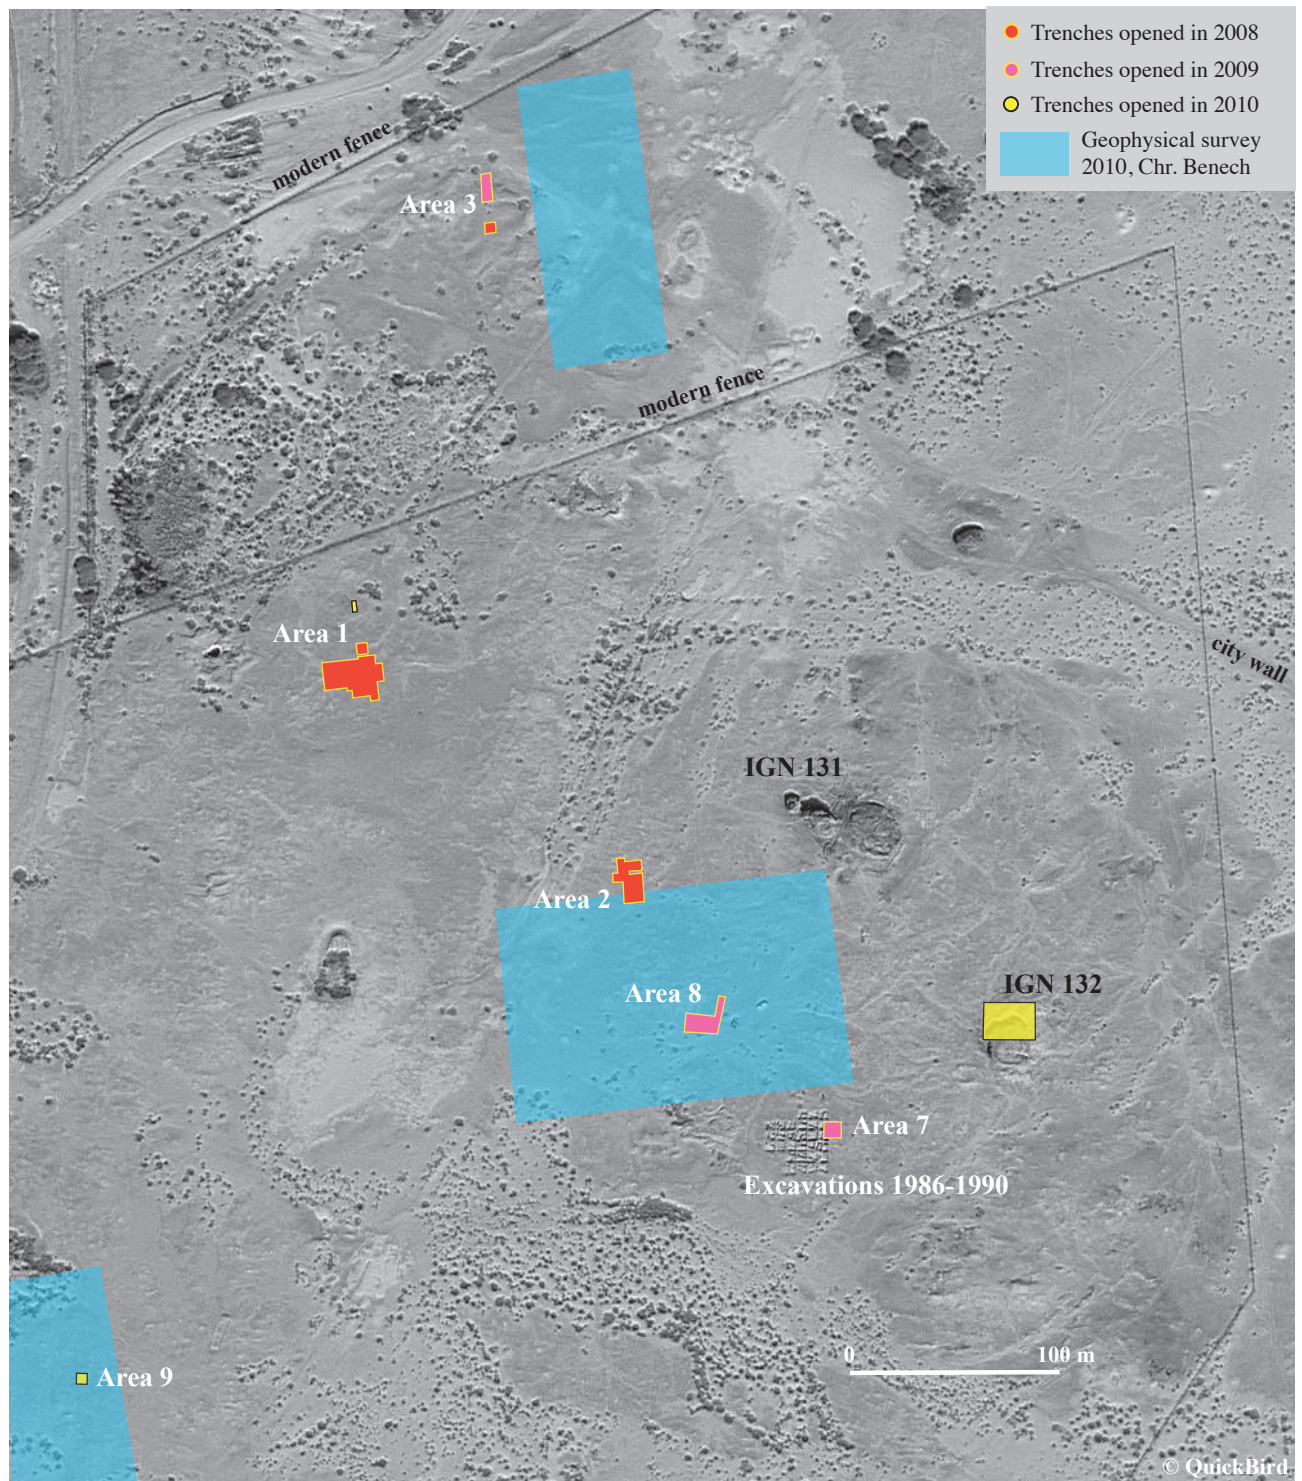 Trenches opened in 2008
Trenches opened in 2009
Trenches opened in 2010
Geophysical survey
2010, Chr. Benech
modern fence
Area 3
modern fence
Area 1
city wall
IGN 131
Area 2
IGN 132
Area 8
Area 7
Excavations 1986-1990
0
100 m
Area 9
© QuickBird